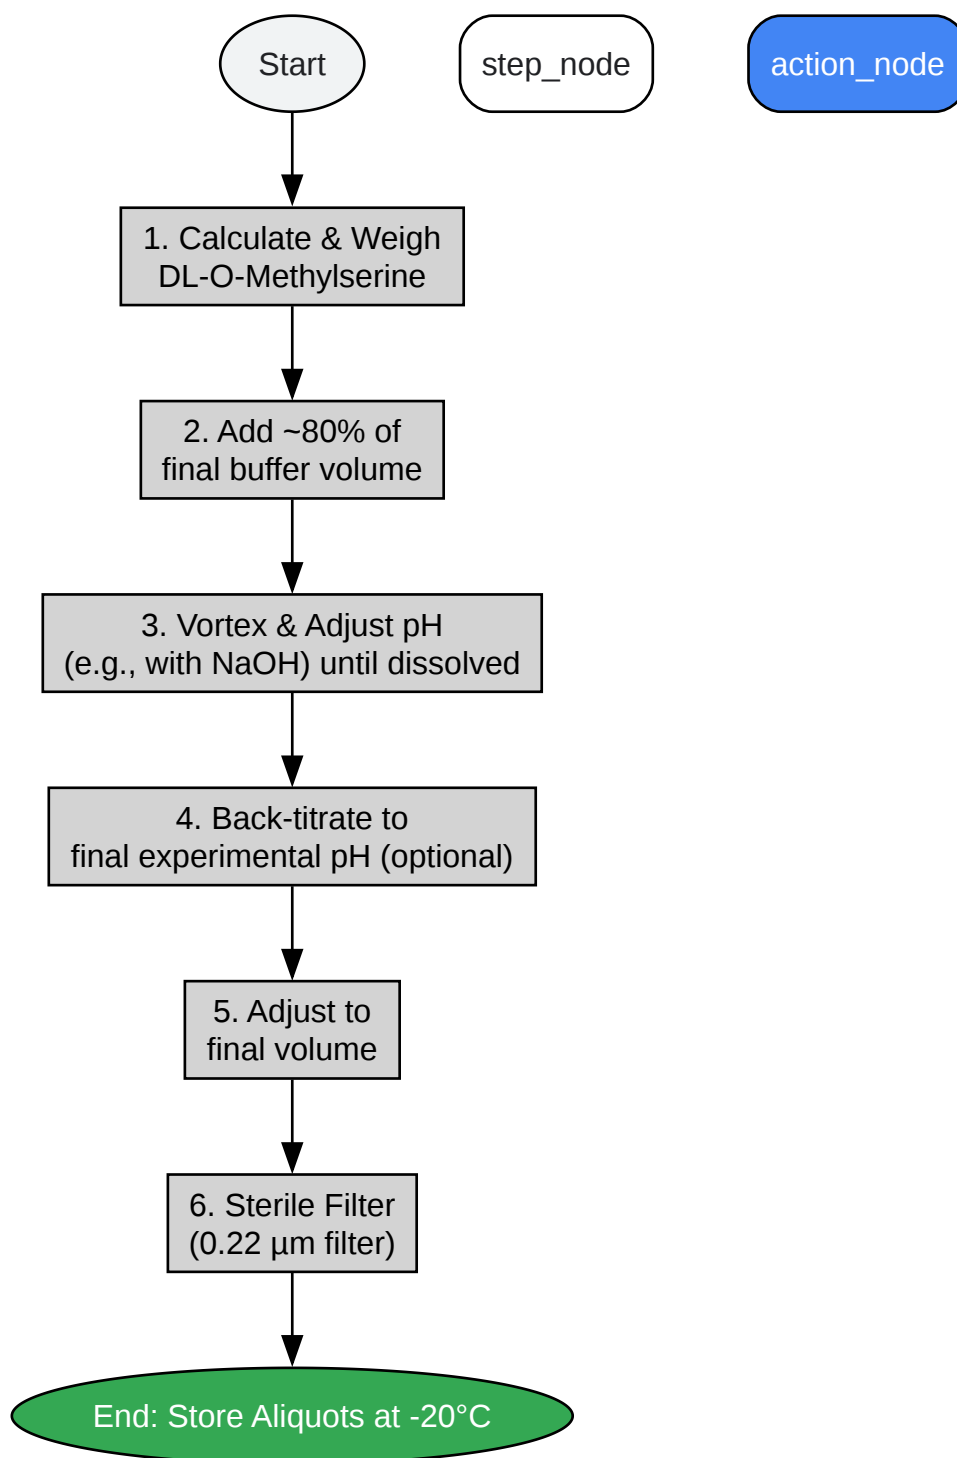 Start
step_node
action_node
1. Calculate & Weigh
DL-O-Methylserine
2. Add ~80% of
final buffer volume
3. Vortex & Adjust pH
(e.g., with NaOH) until dissolved
4. Back-titrate to
final experimental pH (optional)
5. Adjust to
final volume
6. Sterile Filter
(0.22 µm filter)
End: Store Aliquots at -20°C